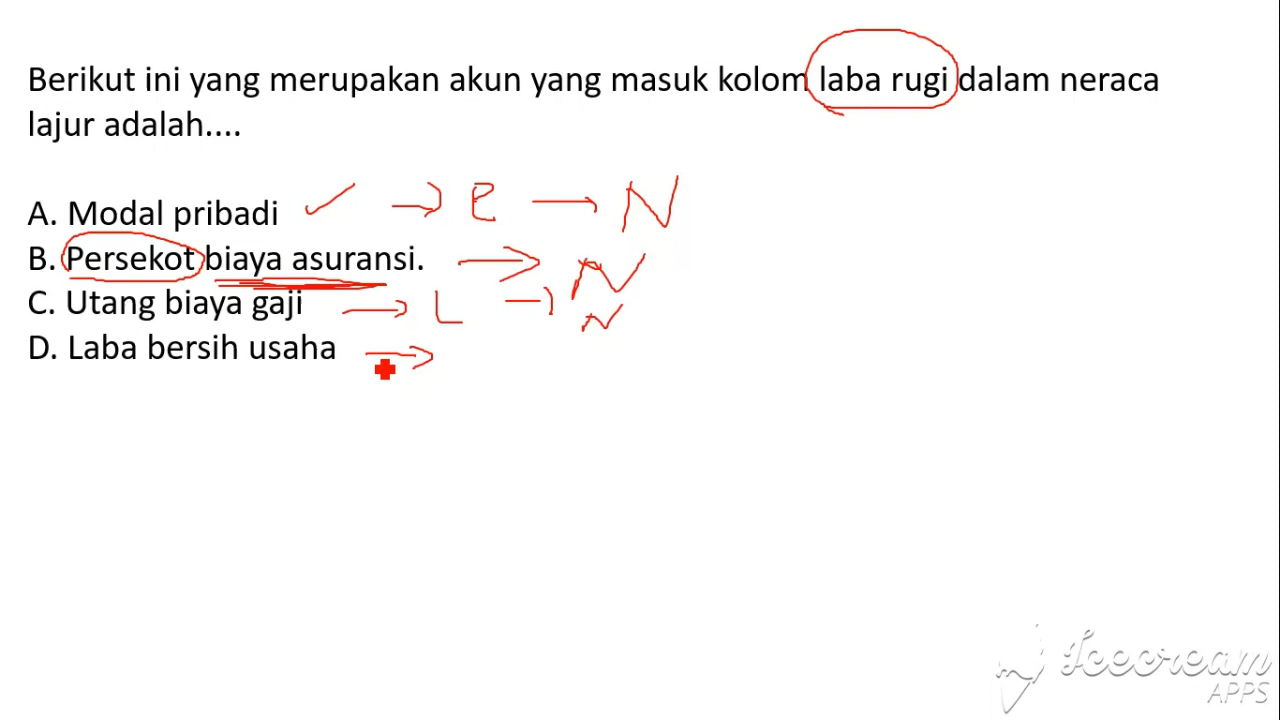 Berikut ini yang merupakan akun yang masuk kolom laba rugi dalam neraca
lajur adalah....
A. Modal pribadi → E → N
B. Persekot biaya asuransi. → N
C. Utang biaya gaji → L → N
D. Laba bersih usaha →
Icecream
APPS